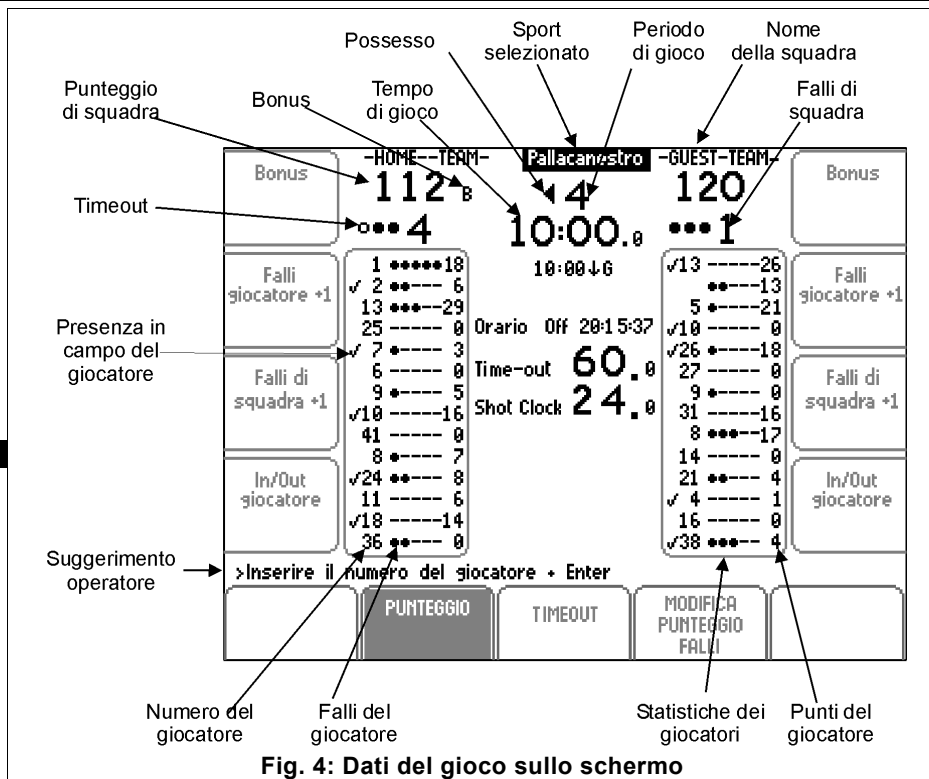 Possesso
Sport
selezionato
Periodo
di gioco
Nome
della squadra
Punteggio
di squadra
Bonus
Tempo
di gioco
Falli di
squadra
Timeout
Presenza in
campo del
giocatore
Suggerimento
operatore
-HOME--TEAM-
Pallacanestro
-GUEST-TEAM-
Bonus
112 B
4
120
Bonus
4
10:00.0
1
10:00↓G
Falli
giocatore +1
Falli di
squadra +1
In/Out
giocatore
1 ●●●●●18
✓ 2 ●●--- 6
13 ●●●--29
25 ----- 0
✓ 7 ●---- 3
6 ----- 0
9 ●---- 5
✓10 -----16
41 ----- 0
8 ●---- 7
✓24 ●●--- 8
11 ----- 6
✓18 -----14
36 ●●--- 0
Orario Off 20:15:37
Time-out 60.0
Shot Clock 24.0
✓13 -----26
●●---13
5 ●----21
✓10 ----- 0
✓26 ●----18
27 ----- 0
9 ●---- 0
31 -----16
8 ●●●--17
14 ----- 0
21 ●●--- 4
✓ 4 ----- 1
16 ----- 0
✓38 ●●●-- 4
Falli
giocatore +1
Falli di
squadra +1
In/Out
giocatore
>Inserire il numero del giocatore + Enter
PUNTEGGIO
TIMEOUT
MODIFICA
PUNTEGGIO
FALLI
Numero del
giocatore
Falli del
giocatore
Statistiche dei
giocatori
Punti del
giocatore
Fig. 4: Dati del gioco sullo schermo